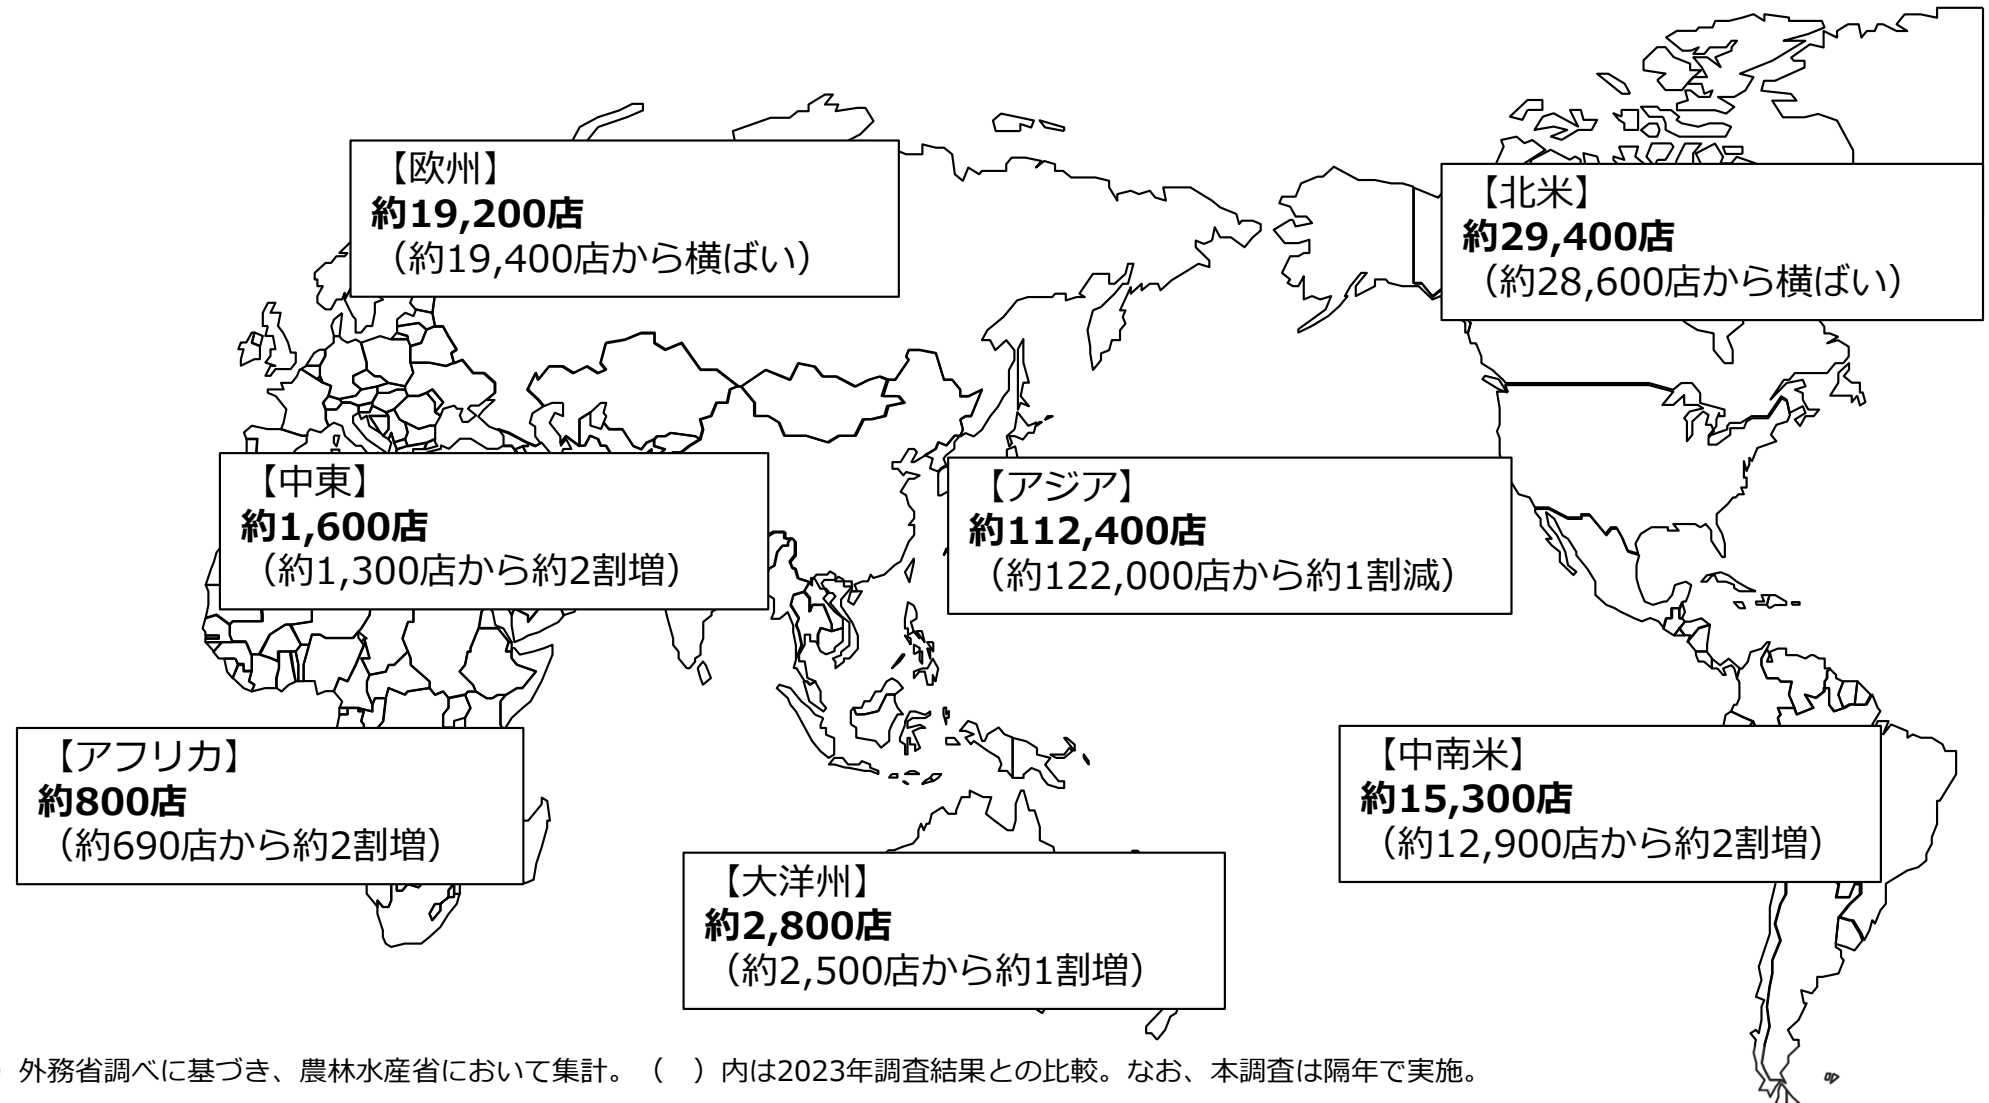 【欧州】
約19,200店
（約19,400店から横ばい）
【北米】
約29,400店
（約28,600店から横ばい）
【中東】
約1,600店
（約1,300店から約2割増）
【アジア】
約112,400店
（約122,000店から約1割減）
【アフリカ】
約800店
（約690店から約2割増）
【中南米】
約15,300店
（約12,900店から約2割増）
【大洋州】
約2,800店
（約2,500店から約1割増）
）外務省調べに基づき、農林水産省において集計。（　）内は2023年調査結果との比較。なお、本調査は隔年で実施。